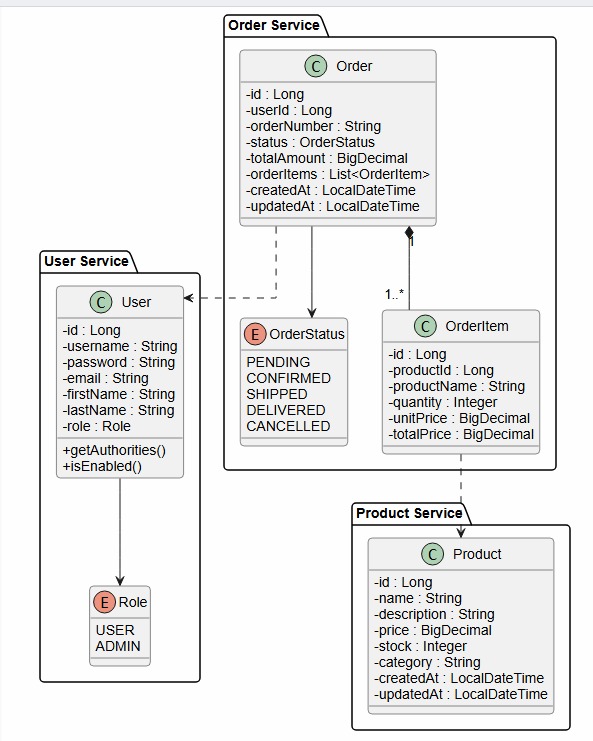 Order Service
C Order
-id : Long
-userId : Long
-orderNumber : String
-status : OrderStatus
-totalAmount : BigDecimal
-orderItems : List<OrderItem>
-createdAt : LocalDateTime
-updatedAt : LocalDateTime
1
1..*
User Service
C User
-id : Long
-username : String
-password : String
-email : String
-firstName : String
-lastName : String
-role : Role
+getAuthorities()
+isEnabled()
E OrderStatus
PENDING
CONFIRMED
SHIPPED
DELIVERED
CANCELLED
C OrderItem
-id : Long
-productId : Long
-productName : String
-quantity : Integer
-unitPrice : BigDecimal
-totalPrice : BigDecimal
E Role
USER
ADMIN
Product Service
C Product
-id : Long
-name : String
-description : String
-price : BigDecimal
-stock : Integer
-category : String
-createdAt : LocalDateTime
-updatedAt : LocalDateTime